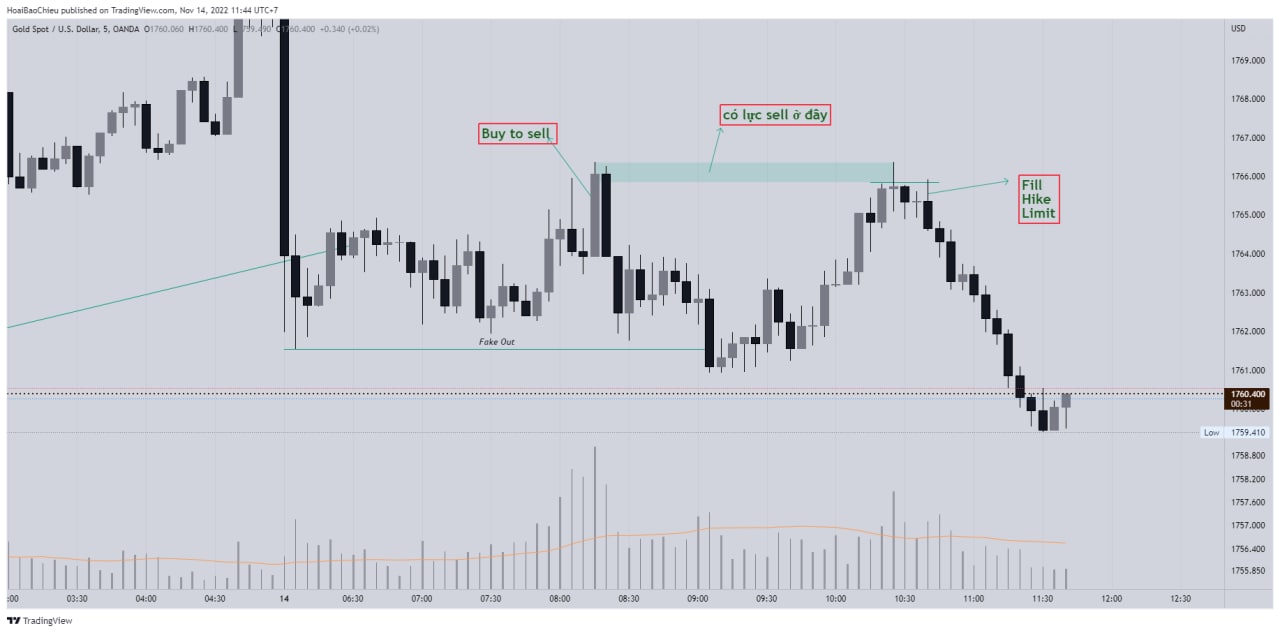 HoaiBaoChieu published on TradingView.com, Nov 14, 2022 11:44 UTC+7
Gold Spot / U.S. Dollar, 5, OANDA O1760.060 H1760.400 L1759.490 C1760.400 +0.340 (+0.02%)
USD
1769.000
1768.000
có lực sell ở đây
Buy to sell
1767.000
1766.000
Fill
Hike
Limit
1765.000
1764.000
1763.000
1762.000
Fake Out
1761.000
1760.400
00:31
Low 1759.410
1758.800
1758.200
1757.600
1757.000
1756.400
1755.850
:00 03:30 04:00 04:30 14 06:30 07:00 07:30 08:00 08:30 09:00 09:30 10:00 10:30 11:00 11:30 12:00 12:30
TradingView